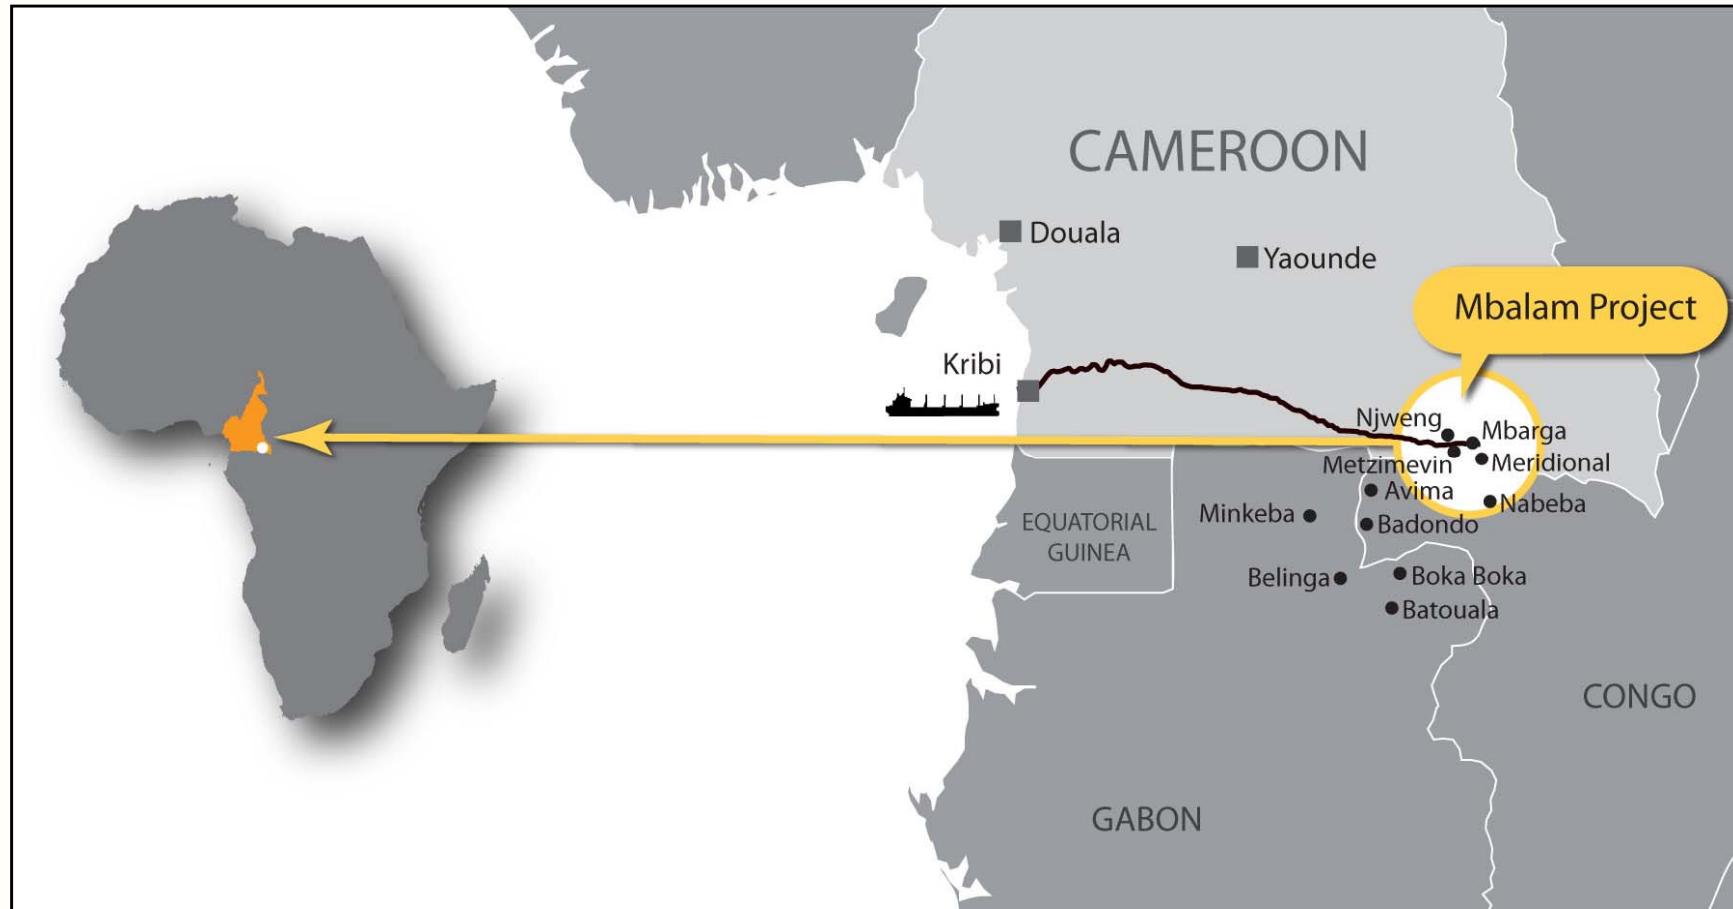 CAMEROON
Douala
Yaounde
Mbalam Project
Kribi
Njweng
Mbarga
Metzimevin
Meridional
Avima
Nabeba
Minkeba
Badondo
EQUATORIAL
GUINEA
Belinga
Boka Boka
Batouala
CONGO
GABON